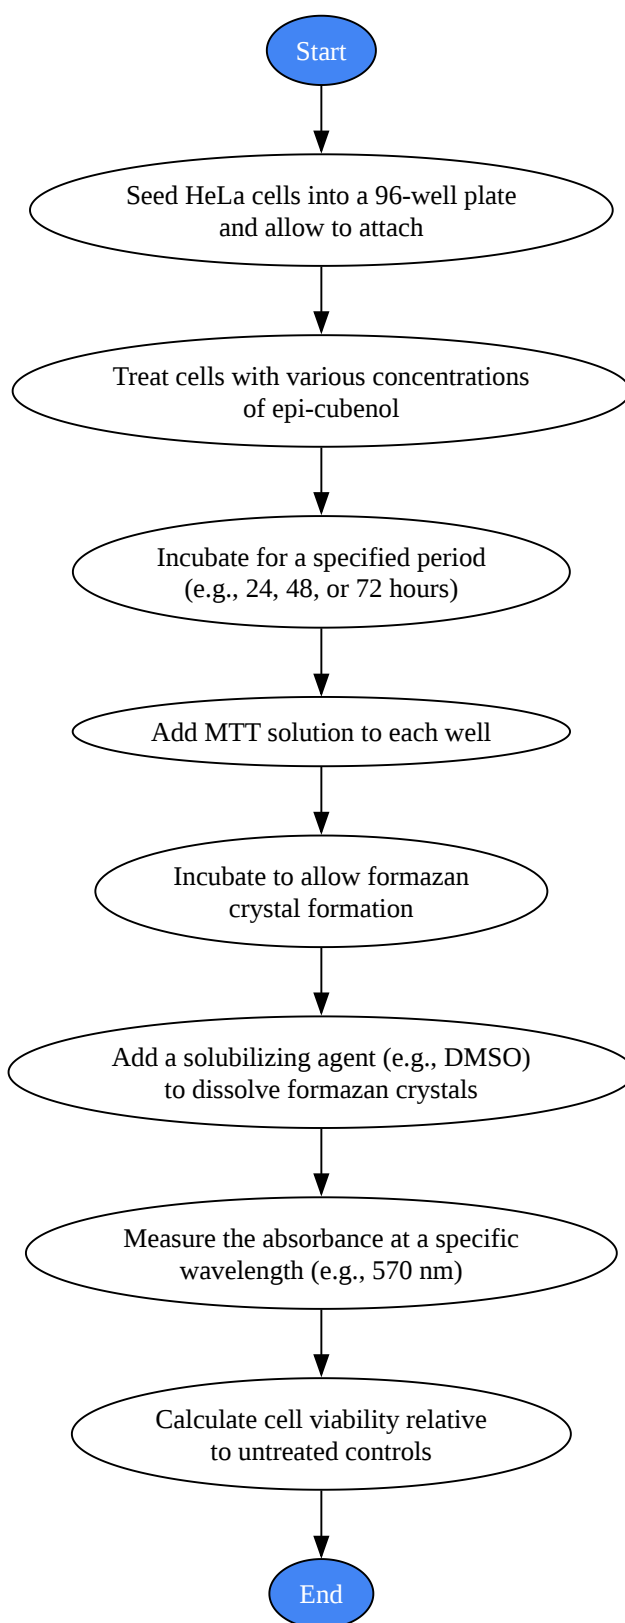 Start
Seed HeLa cells into a 96-well plate
and allow to attach
Treat cells with various concentrations
of epi-cubenol
Incubate for a specified period
(e.g., 24, 48, or 72 hours)
Add MTT solution to each well
Incubate to allow formazan
crystal formation
Add a solubilizing agent (e.g., DMSO)
to dissolve formazan crystals
Measure the absorbance at a specific
wavelength (e.g., 570 nm)
Calculate cell viability relative
to untreated controls
End